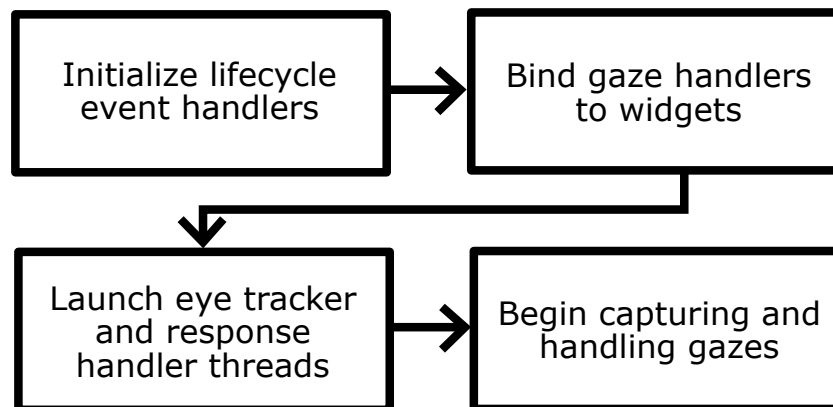 Initialize lifecycle
event handlers
Bind gaze handlers
to widgets
Launch eye tracker
and response
handler threads
Begin capturing and
handling gazes